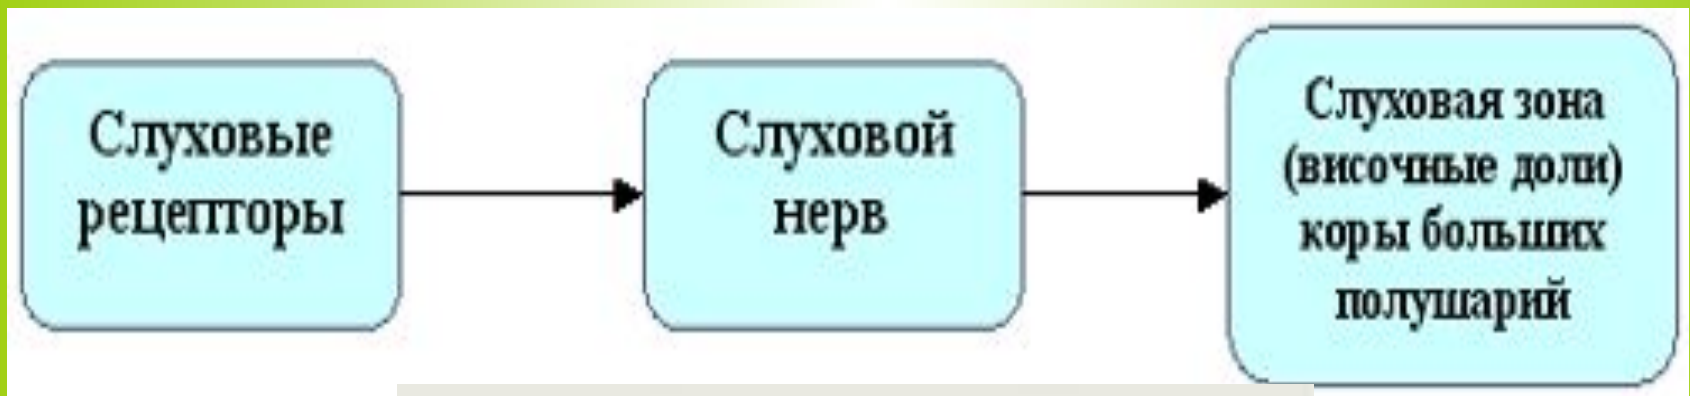 Слуховые
рецепторы
Слуховой
нерв
Слуховая зона
(височные доли)
коры больших
полушарий